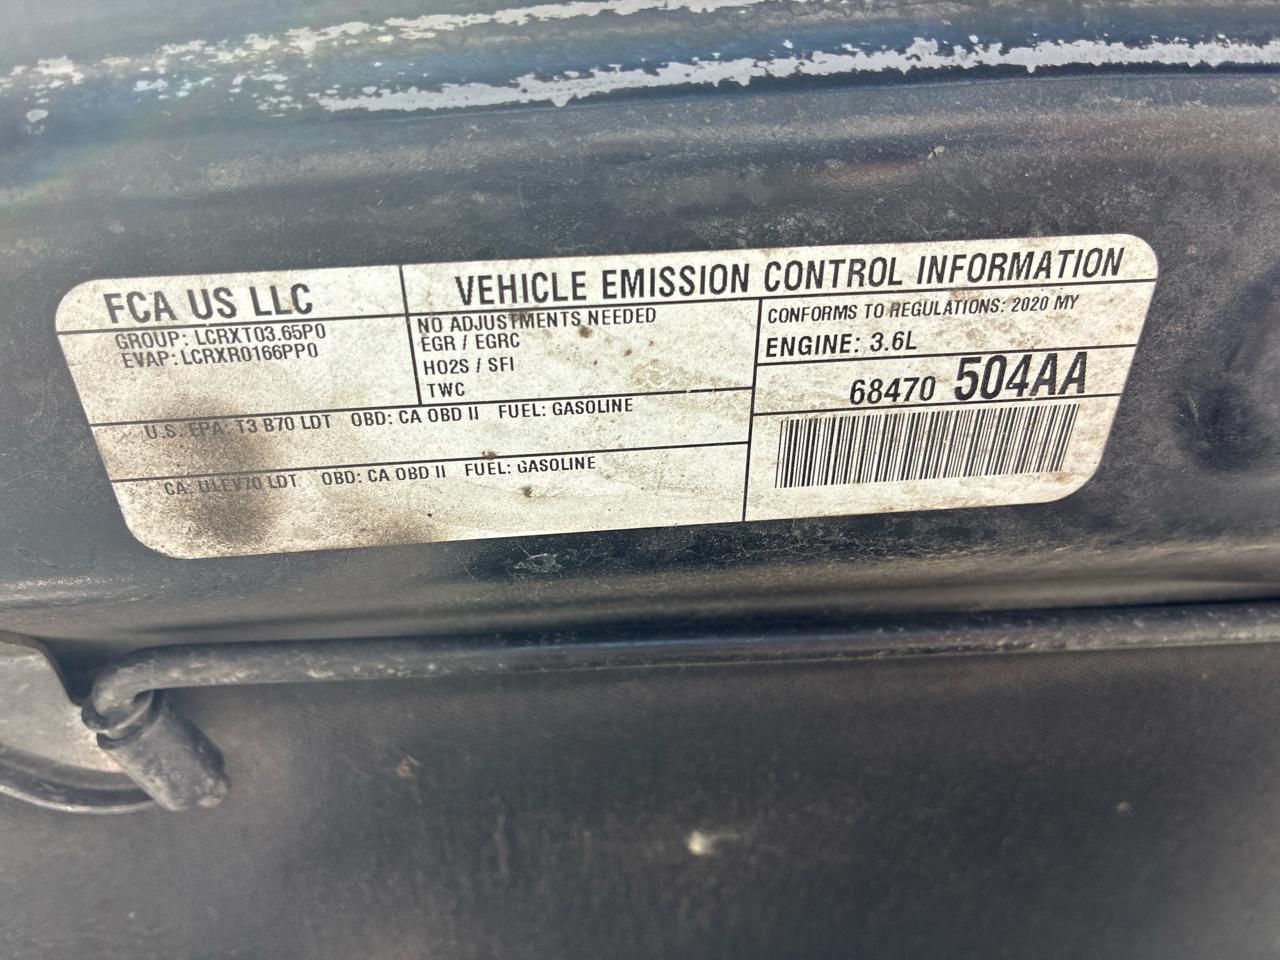 FCA US LLC
VEHICLE EMISSION CONTROL INFORMATION
GROUP: LCRXT03.65P0
EVAP: LCRXR0166PP0
NO ADJUSTMENTS NEEDED
EGR / EGRC
HO2S / SFI
TWC
CONFORMS TO REGULATIONS: 2020 MY
ENGINE: 3.6L
68470 504AA
U.S. EPA: T3 B70 LDT OBD: CA OBD II FUEL: GASOLINE
CA: ULEV70 LDT OBD: CA OBD II FUEL: GASOLINE